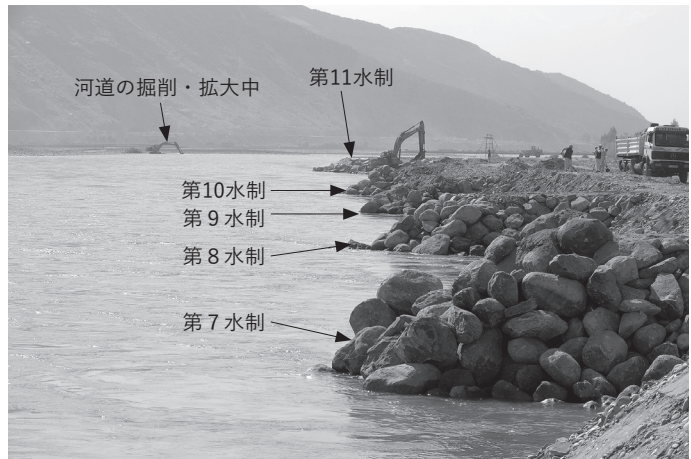 河道の掘削・拡大中
第11水制
第10水制
第９水制
第８水制
第７水制